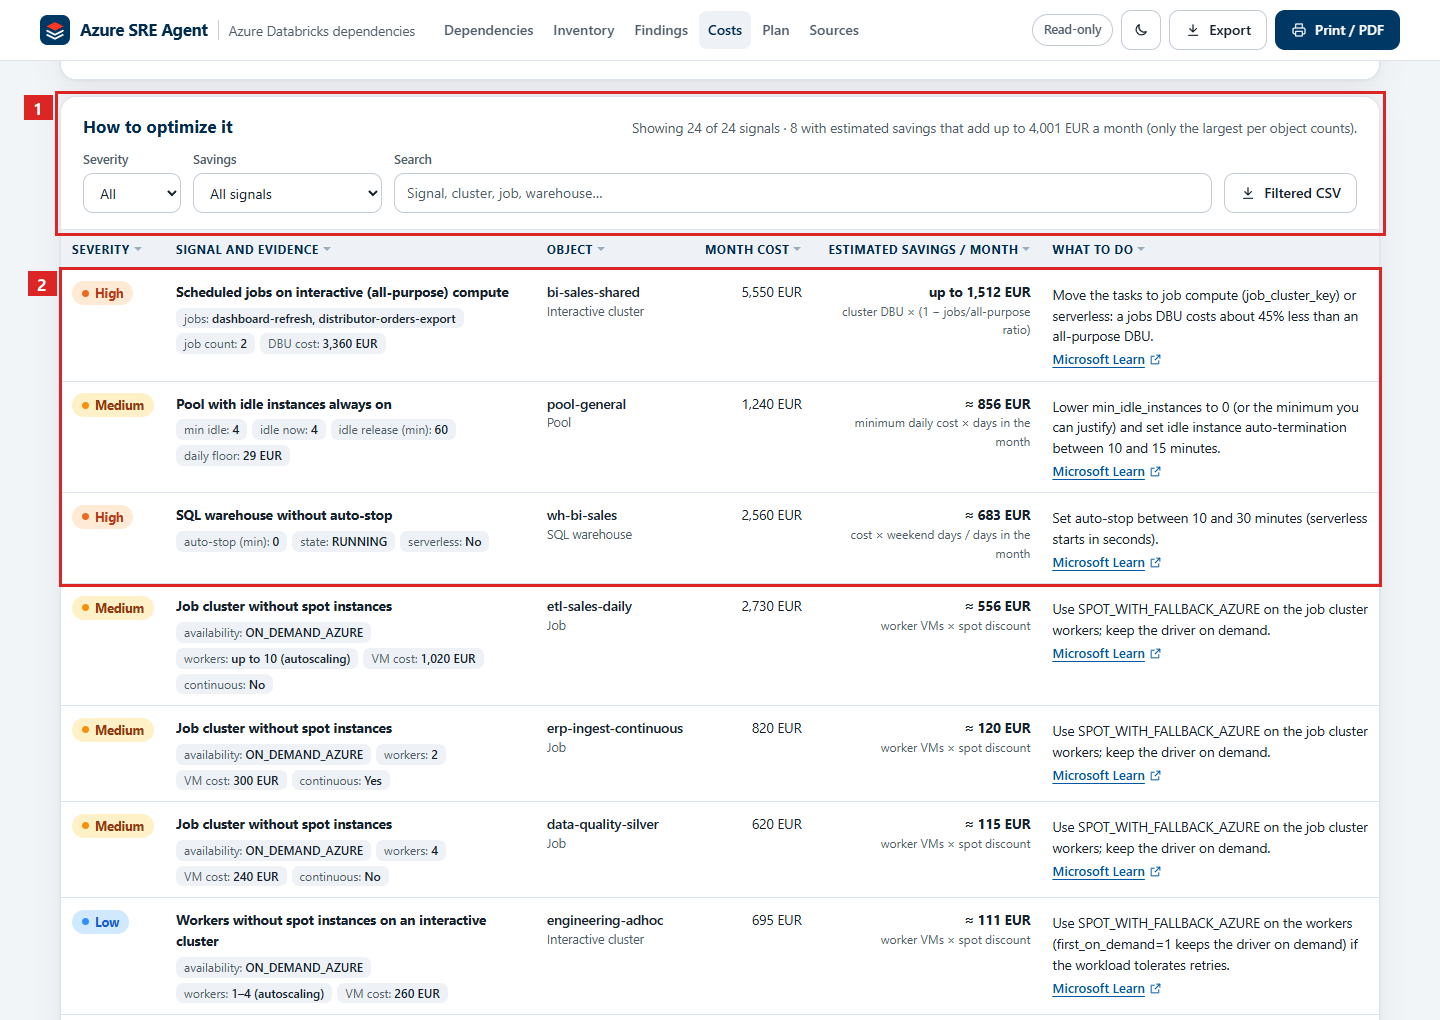 Azure SRE Agent
Azure Databricks dependencies
Dependencies
Inventory
Findings
Costs
Plan
Sources
Read-only
Export
Print / PDF
1
How to optimize it
Showing 24 of 24 signals · 8 with estimated savings that add up to 4,001 EUR a month (only the largest per object counts).
Severity
Savings
Search
All
All signals
Signal, cluster, job, warehouse...
Filtered CSV
SEVERITY
SIGNAL AND EVIDENCE
OBJECT
MONTH COST
ESTIMATED SAVINGS / MONTH
WHAT TO DO
2
High
Scheduled jobs on interactive (all-purpose) compute
jobs: dashboard-refresh, distributor-orders-export
job count: 2
DBU cost: 3,360 EUR
bi-sales-shared
Interactive cluster
5,550 EUR
up to 1,512 EUR
cluster DBU × (1 − jobs/all-purpose
ratio)
Move the tasks to job compute (job_cluster_key) or
serverless: a jobs DBU costs about 45% less than an
all-purpose DBU.
Microsoft Learn
Medium
Pool with idle instances always on
min idle: 4
idle now: 4
idle release (min): 60
daily floor: 29 EUR
pool-general
Pool
1,240 EUR
≈ 856 EUR
minimum daily cost × days in the
month
Lower min_idle_instances to 0 (or the minimum you
can justify) and set idle instance auto-termination
between 10 and 15 minutes.
Microsoft Learn
High
SQL warehouse without auto-stop
auto-stop (min): 0
state: RUNNING
serverless: No
wh-bi-sales
SQL warehouse
2,560 EUR
≈ 683 EUR
cost × weekend days / days in the
month
Set auto-stop between 10 and 30 minutes (serverless
starts in seconds).
Microsoft Learn
Medium
Job cluster without spot instances
availability: ON_DEMAND_AZURE
workers: up to 10 (autoscaling)
VM cost: 1,020 EUR
continuous: No
etl-sales-daily
Job
2,730 EUR
≈ 556 EUR
worker VMs × spot discount
Use SPOT_WITH_FALLBACK_AZURE on the job cluster
workers; keep the driver on demand.
Microsoft Learn
Medium
Job cluster without spot instances
availability: ON_DEMAND_AZURE
workers: 2
VM cost: 300 EUR
continuous: Yes
erp-ingest-continuous
Job
820 EUR
≈ 120 EUR
worker VMs × spot discount
Use SPOT_WITH_FALLBACK_AZURE on the job cluster
workers; keep the driver on demand.
Microsoft Learn
Medium
Job cluster without spot instances
availability: ON_DEMAND_AZURE
workers: 4
VM cost: 240 EUR
continuous: No
data-quality-silver
Job
620 EUR
≈ 115 EUR
worker VMs × spot discount
Use SPOT_WITH_FALLBACK_AZURE on the job cluster
workers; keep the driver on demand.
Microsoft Learn
Low
Workers without spot instances on an interactive
cluster
availability: ON_DEMAND_AZURE
workers: 1–4 (autoscaling)
VM cost: 260 EUR
engineering-adhoc
Interactive cluster
695 EUR
≈ 111 EUR
worker VMs × spot discount
Use SPOT_WITH_FALLBACK_AZURE on the workers
(first_on_demand=1 keeps the driver on demand) if
the workload tolerates retries.
Microsoft Learn